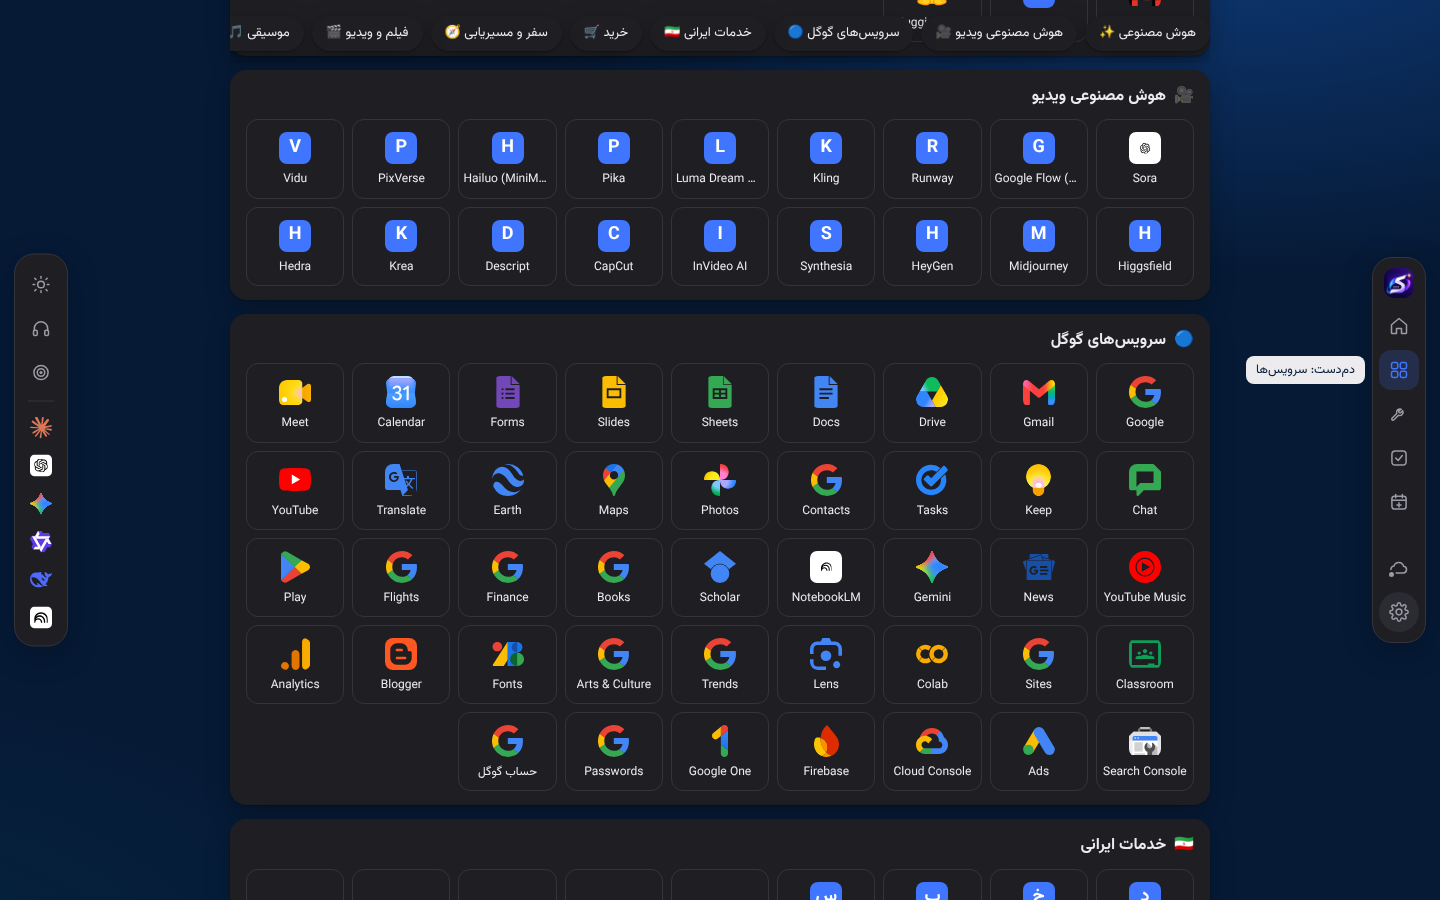 هوش مصنوعی ✨
هوش مصنوعی ویدیو 🎥
سرویس‌های گوگل 🔵
خدمات ایرانی 🇮🇷
خرید 🛒
سفر و مسیریابی 🧭
فیلم و ویدیو 🎬
موسیقی 🎵
🎥 هوش مصنوعی ویدیو
Sora
G
Google Flow (...
R
Runway
K
Kling
L
Luma Dream ...
P
Pika
H
Hailuo (MiniM...
P
PixVerse
V
Vidu
H
Higgsfield
M
Midjourney
H
HeyGen
S
Synthesia
I
InVideo AI
C
CapCut
D
Descript
K
Krea
H
Hedra
دم‌دست: سرویس‌ها
🔵 سرویس‌های گوگل
Google
Gmail
Drive
Docs
Sheets
Slides
Forms
31
Calendar
Meet
Chat
Keep
Tasks
Contacts
Photos
Maps
Earth
Translate
YouTube
YouTube Music
News
Gemini
NotebookLM
Scholar
Books
Finance
Flights
Play
Classroom
Sites
Colab
Lens
Trends
Arts & Culture
Fonts
Blogger
Analytics
Search Console
Ads
Cloud Console
Firebase
Google One
Passwords
حساب گوگل
🇮🇷 خدمات ایرانی
د
خ
ب
س